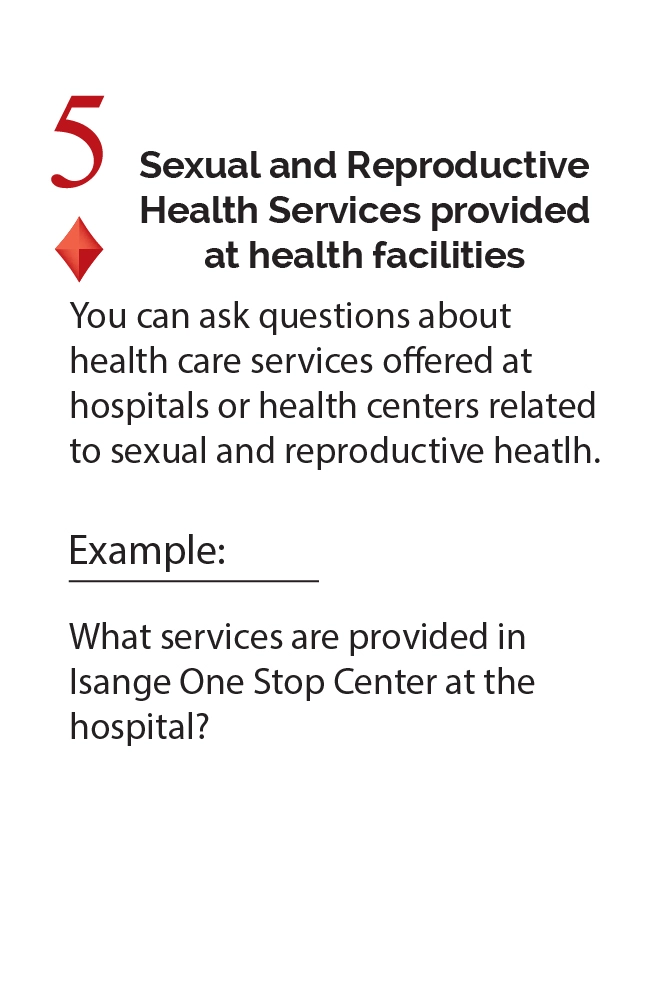 5
Sexual and Reproductive
Health Services provided
at health facilities
You can ask questions about
health care services offered at
hospitals or health centers related
to sexual and reproductive heatlh.
Example:
What services are provided in
Isange One Stop Center at the
hospital?